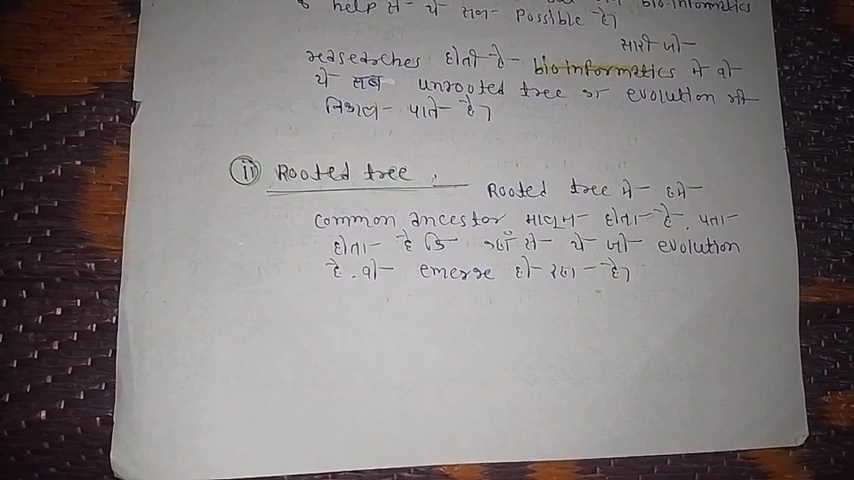 help से ये सब Possible है।
bio-informatics
सारी जो
researches होती है bioinformatics मे वो
ये सब unrooted tree का evolution भी
निकाल पाते है।
(ii) Rooted tree :
Rooted tree मे हमे
common ancestor मालूम होता है. पता
होता है कि कहाँ से ये जो evolution
है. वो emerge हो रहा है।